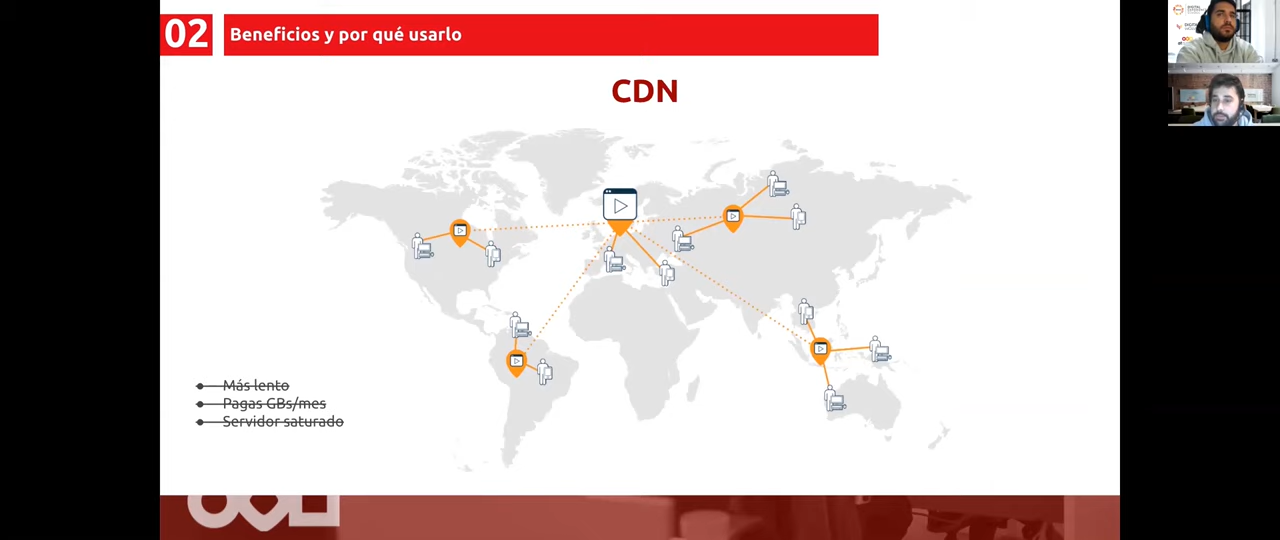 02
Beneficios y por qué usarlo
CDN
Más lento
Pagas GBs/mes
Servidor saturado